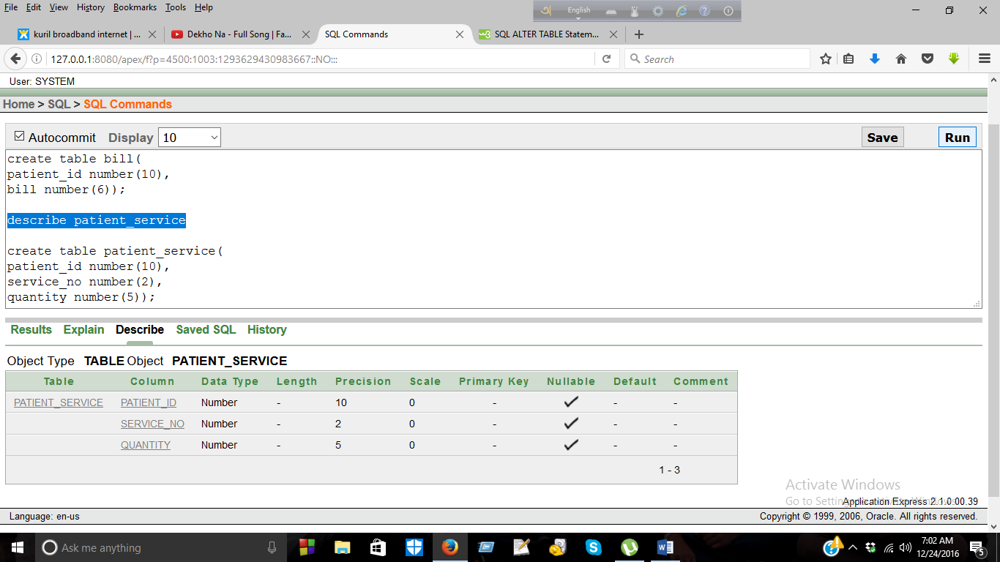 File Edit View History Bookmarks Tools Help
English
kuril broadband internet | ...
Dekho Na - Full Song | Fa...
SQL Commands
SQL ALTER TABLE Statem...
127.0.0.1:8080/apex/f?p=4500:1003:1293629430983667::NO:::
Search
User: SYSTEM
Home > SQL > SQL Commands
Autocommit Display 10 Save Run
create table bill(
patient_id number(10),
bill number(6));
describe patient_service
create table patient_service(
patient_id number(10),
service_no number(2),
quantity number(5));
Results Explain Describe Saved SQL History
Object Type TABLE Object PATIENT_SERVICE
Table Column Data Type Length Precision Scale Primary Key Nullable Default Comment
PATIENT_SERVICE PATIENT_ID Number - 10 0 - - -
SERVICE_NO Number - 2 0 - - -
QUANTITY Number - 5 0 - - -
1 - 3
Activate Windows
Go to Settings to activate Windows.
Application Express 2.1.0.00.39
Language: en-us
Copyright © 1999, 2006, Oracle. All rights reserved.
Ask me anything
7:02 AM
12/24/2016
5